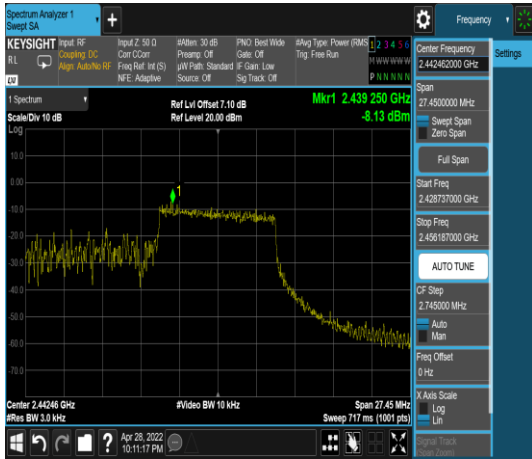 Spectrum Analyzer 1
Swept SA
+
Frequency
KEYSIGHT
RL
LXI
Input: RF
Coupling: DC
Align: Auto/No RF
Input Z: 50 Ω
Corr CCorr
Freq Ref: Int (S)
NFE: Adaptive
#Atten: 30 dB
Preamp: Off
µW Path: Standard
Source: Off
PNO: Best Wide
Gate: Off
IF Gain: Low
Sig Track: Off
#Avg Type: Power (RMS
Trig: Free Run
1 2 3 4 5 6
M W W W W W
P N N N N N
Center Frequency
2.442462000 GHz
Settings
Span
27.4500000 MHz
Swept Span
Zero Span
Full Span
Start Freq
2.428737000 GHz
Stop Freq
2.456187000 GHz
AUTO TUNE
CF Step
2.745000 MHz
Auto
Man
Freq Offset
0 Hz
X Axis Scale
Log
Lin
Signal Track
(Span Zoom)
1 Spectrum
Scale/Div 10 dB
Log
Ref Lvl Offset 7.10 dB
Ref Level 20.00 dBm
Mkr1 2.439 250 GHz
-8.13 dBm
1
10.0
0.00
-10.0
-20.0
-30.0
-40.0
-50.0
-60.0
-70.0
Center 2.44246 GHz
#Res BW 3.0 kHz
#Video BW 10 kHz
Span 27.45 MHz
Sweep 717 ms (1001 pts)
?
Apr 28, 2022
10:11:17 PM